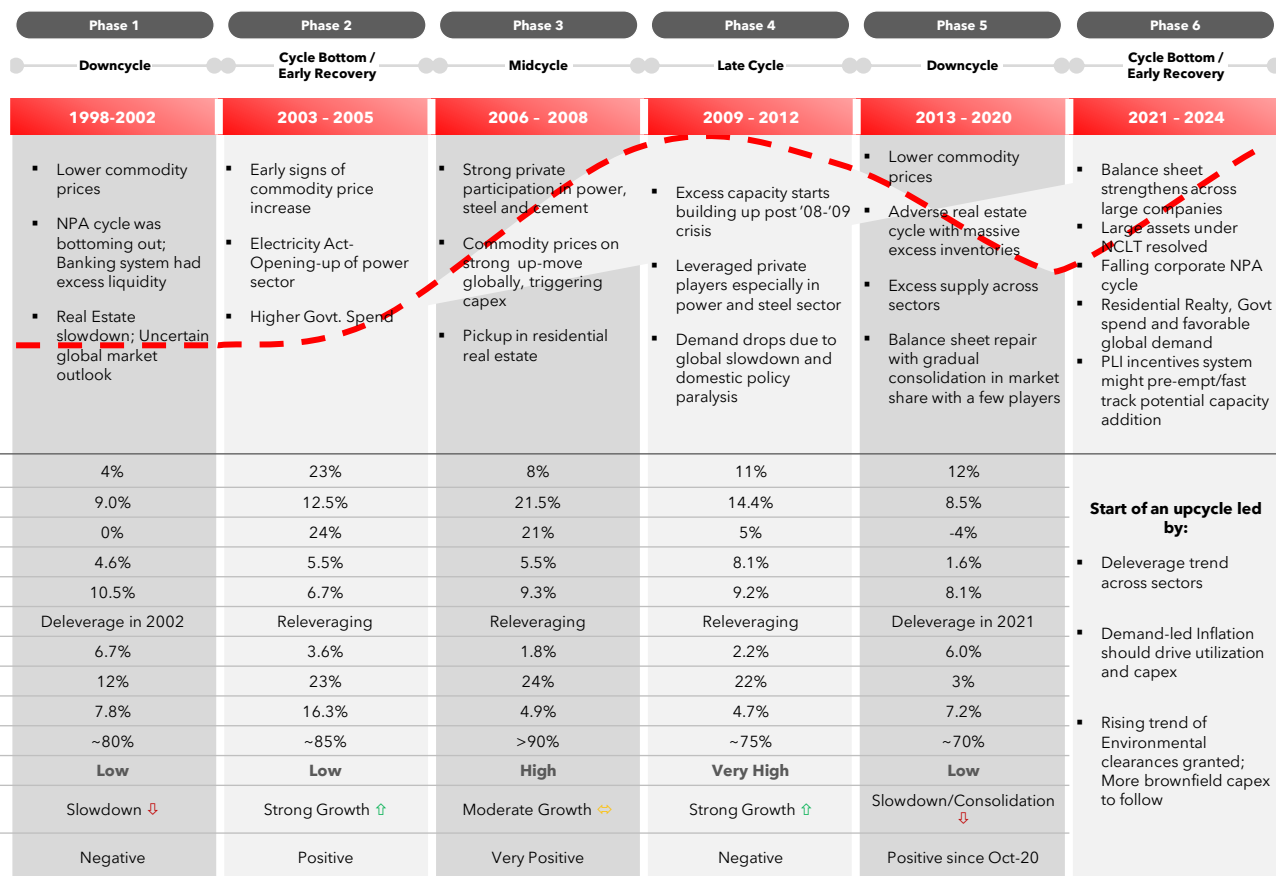 Phase 1
Phase 2
Phase 3
Phase 4
Phase 5
Phase 6
Downcycle
Cycle Bottom /
Early Recovery
Midcycle
Late Cycle
Downcycle
Cycle Bottom /
Early Recovery
1998-2002
2003 – 2005
2006 – 2008
2009 – 2012
2013 – 2020
2021 – 2024
▪ Lower commodity
prices
▪ NPA cycle was
bottoming out;
Banking system had
excess liquidity
▪ Real Estate
slowdown; Uncertain
global market
outlook
▪ Early signs of
commodity price
increase
▪ Electricity Act-
Opening-up of power
sector
▪ Higher Govt. Spend
▪ Strong private
participation in power,
steel and cement
▪ Commodity prices on
strong up-move
globally, triggering
capex
▪ Pickup in residential
real estate
▪ Excess capacity starts
building up post ’08-’09
crisis
▪ Leveraged private
players especially in
power and steel sector
▪ Demand drops due to
global slowdown and
domestic policy
paralysis
▪ Lower commodity
prices
▪ Adverse real estate
cycle with massive
excess inventories
▪ Excess supply across
sectors
▪ Balance sheet repair
with gradual
consolidation in market
share with a few players
▪ Balance sheet
strengthens across
large companies
▪ Large assets under
NCLT resolved
▪ Falling corporate NPA
cycle
▪ Residential Realty, Govt
spend and favorable
global demand
▪ PLI incentives system
might pre-empt/fast
track potential capacity
addition
4% 23% 8% 11% 12%
9.0% 12.5% 21.5% 14.4% 8.5%
0% 24% 21% 5% -4%
4.6% 5.5% 5.5% 8.1% 1.6%
10.5% 6.7% 9.3% 9.2% 8.1%
Deleverage in 2002 Releveraging Releveraging Releveraging Deleverage in 2021
6.7% 3.6% 1.8% 2.2% 6.0%
12% 23% 24% 22% 3%
7.8% 16.3% 4.9% 4.7% 7.2%
~80% ~85% >90% ~75% ~70%
Low Low High Very High Low
Slowdown ⇩ Strong Growth ⇧ Moderate Growth ⬄ Strong Growth ⇧ Slowdown/Consolidation
⇩
Negative Positive Very Positive Negative Positive since Oct-20
Start of an upcycle led
by:
▪ Deleverage trend
across sectors
▪ Demand-led Inflation
should drive utilization
and capex
▪ Rising trend of
Environmental
clearances granted;
More brownfield capex
to follow